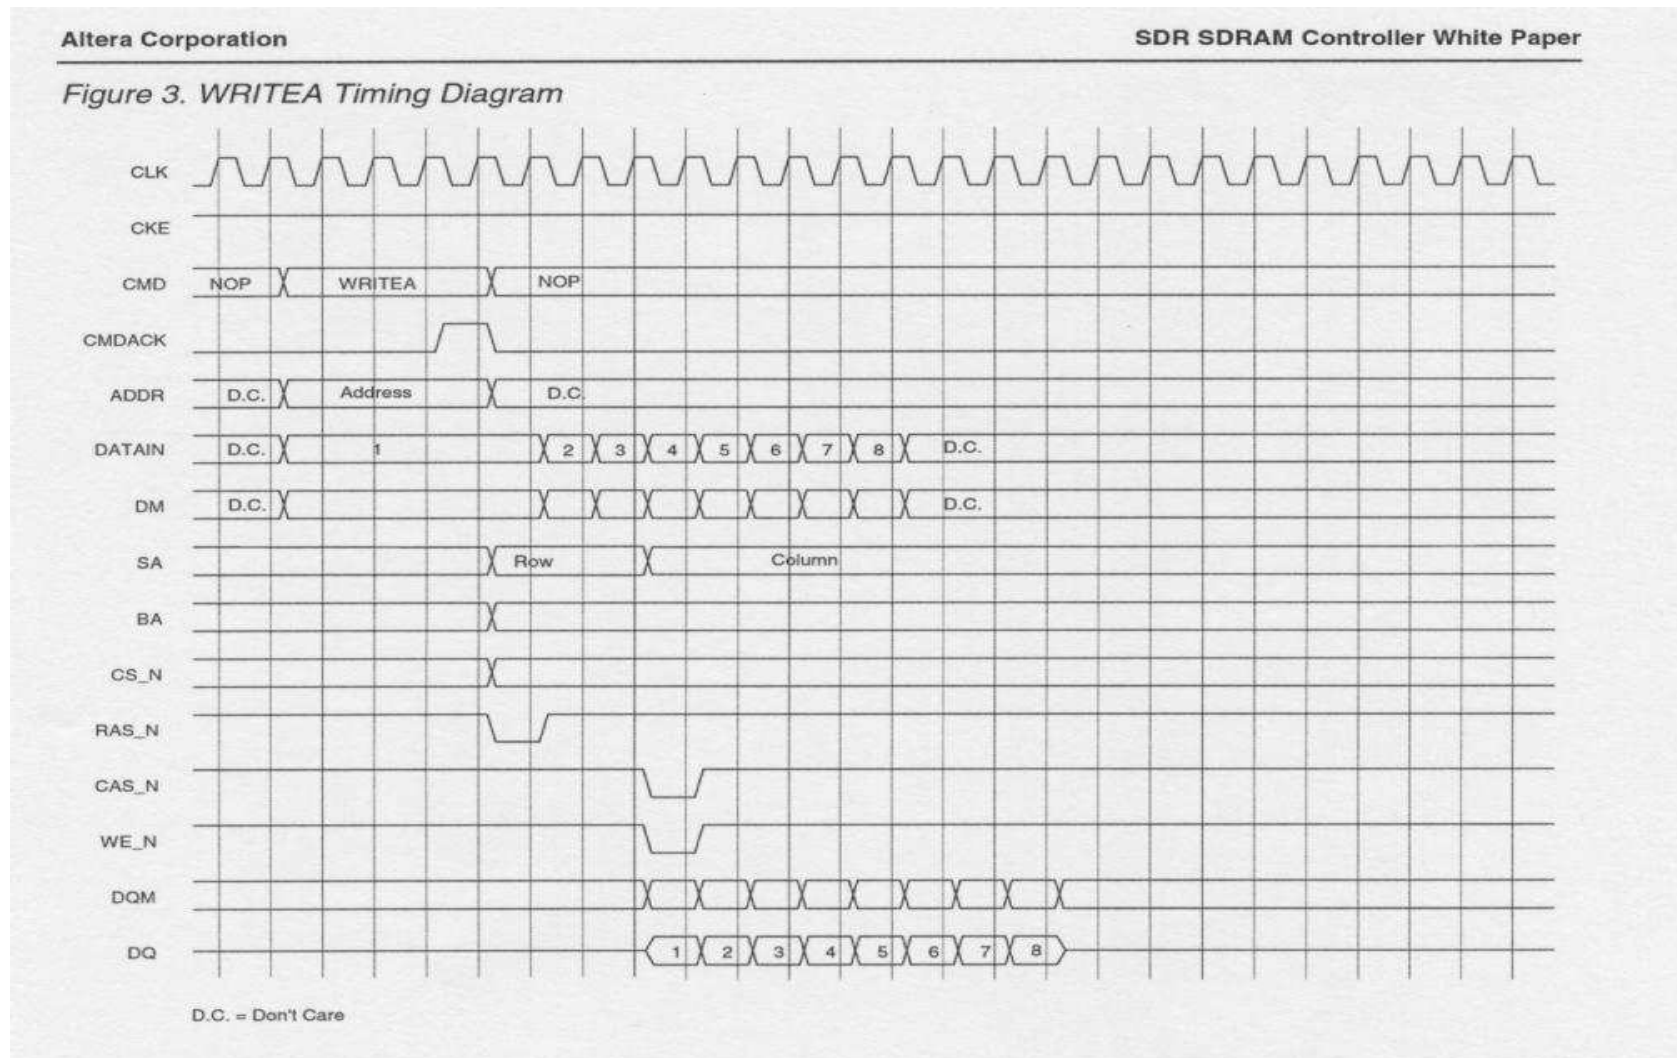 Altera Corporation SDR SDRAM Controller White Paper
Figure 3. WRITEA Timing Diagram
CLK
CKE
CMD NOP WRITEA NOP
CMDACK
ADDR D.C. Address D.C.
DATAIN D.C. 1 2 3 4 5 6 7 8 D.C.
DM D.C. D.C.
SA Row Column
BA
CS_N
RAS_N
CAS_N
WE_N
DQM
DQ 1 2 3 4 5 6 7 8
D.C. = Don't Care